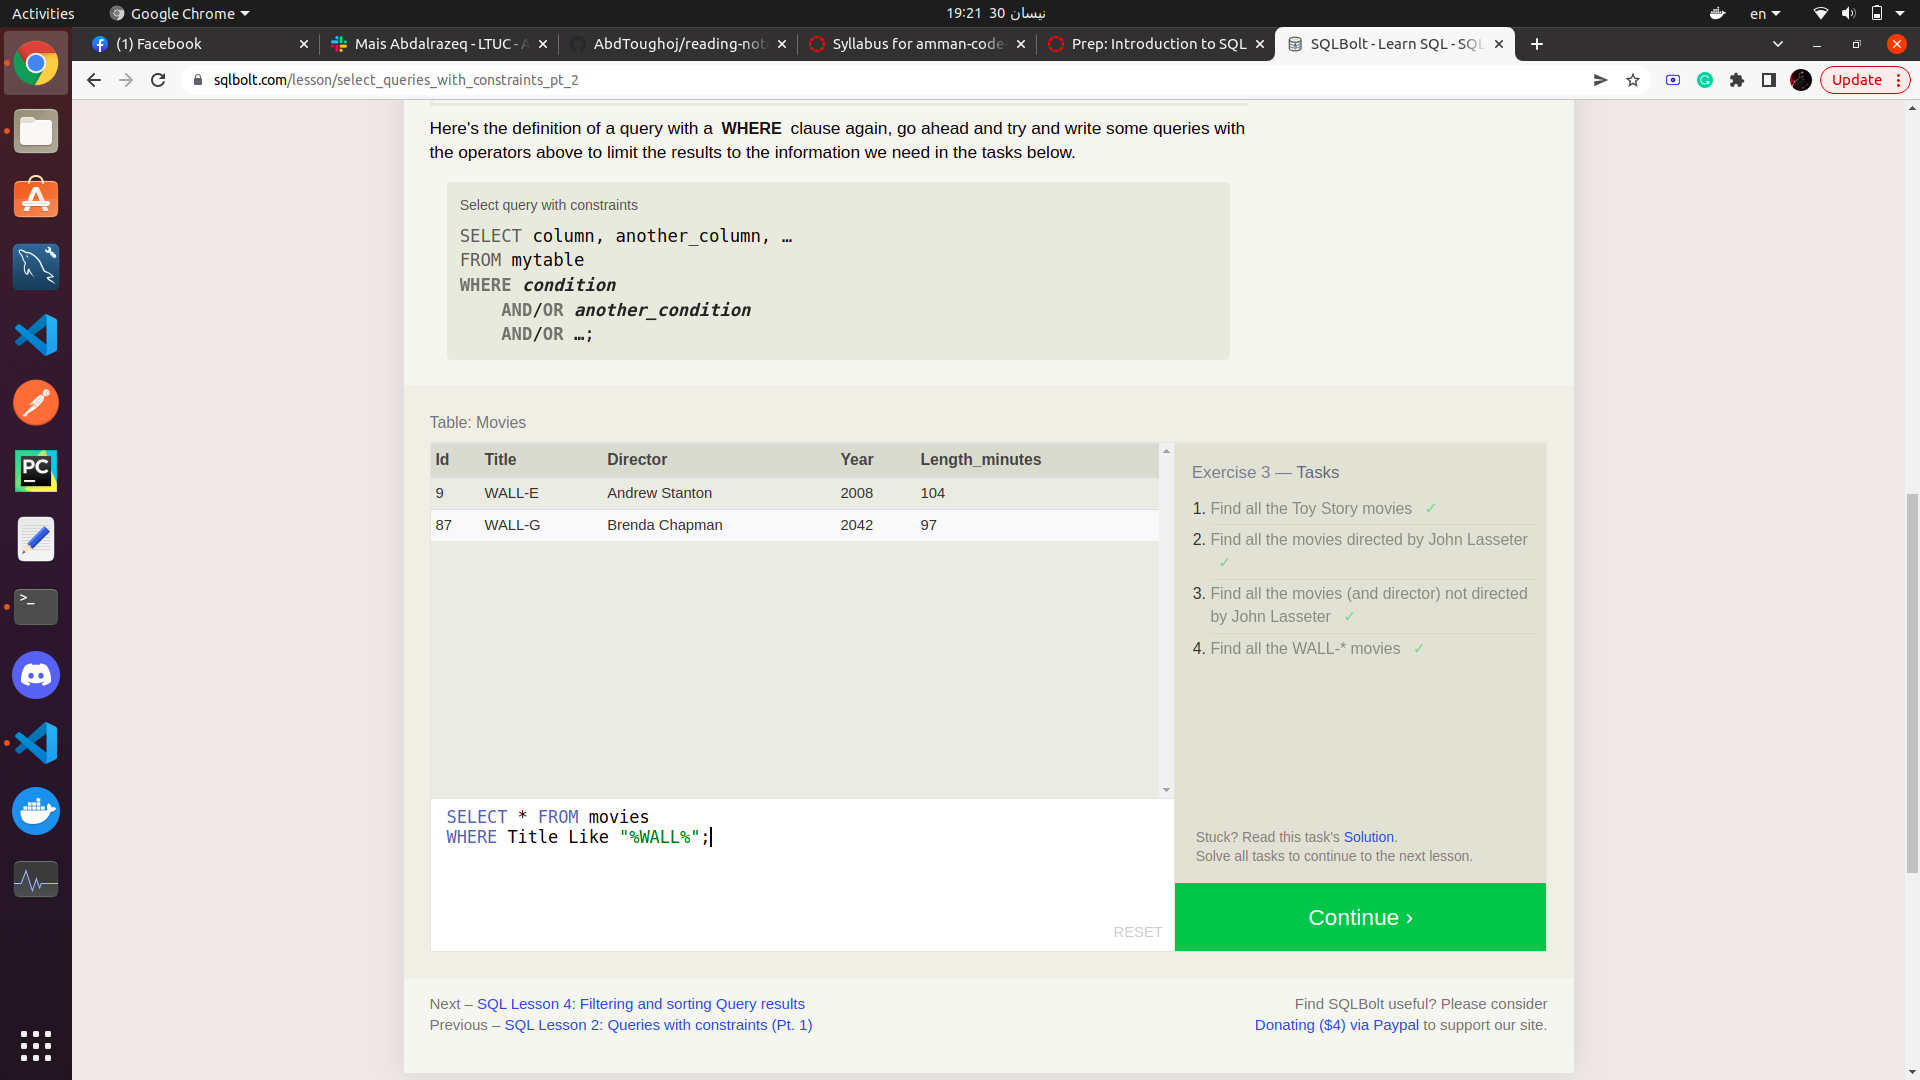 Activities
Google Chrome
نيسان 30 19:21
en
(1) Facebook
Mais Abdalrazeq - LTUC - A
AbdToughoj/reading-not
Syllabus for amman-code-
Prep: Introduction to SQL
SQLBolt - Learn SQL - SQL
sqlbolt.com/lesson/select_queries_with_constraints_pt_2
Update
Here's the definition of a query with a WHERE clause again, go ahead and try and write some queries with
the operators above to limit the results to the information we need in the tasks below.
Select query with constraints
SELECT column, another_column, …
FROM mytable
WHERE condition
AND/OR another_condition
AND/OR …;
Table: Movies
Id Title Director Year Length_minutes
9 WALL-E Andrew Stanton 2008 104
87 WALL-G Brenda Chapman 2042 97
Exercise 3 — Tasks
1. Find all the Toy Story movies ✓
2. Find all the movies directed by John Lasseter
✓
3. Find all the movies (and director) not directed
by John Lasseter ✓
4. Find all the WALL-* movies ✓
SELECT * FROM movies
WHERE Title Like "%WALL%";
RESET
Stuck? Read this task's Solution.
Solve all tasks to continue to the next lesson.
Continue ›
Next – SQL Lesson 4: Filtering and sorting Query results
Previous – SQL Lesson 2: Queries with constraints (Pt. 1)
Find SQLBolt useful? Please consider
Donating ($4) via Paypal to support our site.
PC
>_